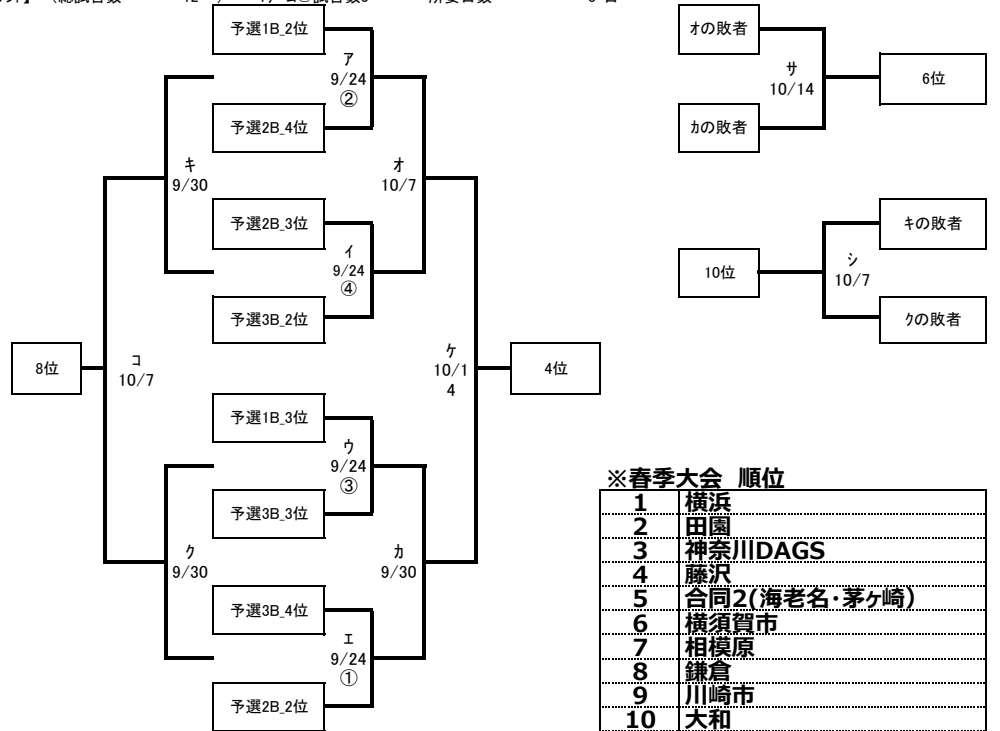 予選1B_2位
ア
9/24
②
予選2B_4位
キ
9/30
オ
10/7
予選2B_3位
イ
9/24
④
予選3B_2位
8位
コ
10/7
ケ
10/1
4
4位
予選1B_3位
ウ
9/24
③
予選3B_3位
ク
9/30
カ
9/30
予選3B_4位
エ
9/24
①
予選2B_2位
オの敗者
サ
10/14
6位
カの敗者
キの敗者
10位
シ
10/7
クの敗者
※春季大会 順位
1 横浜
2 田園
3 神奈川DAGS
4 藤沢
5 合同2(海老名・茅ヶ崎)
6 横須賀市
7 相模原
8 鎌倉
9 川崎市
10 大和